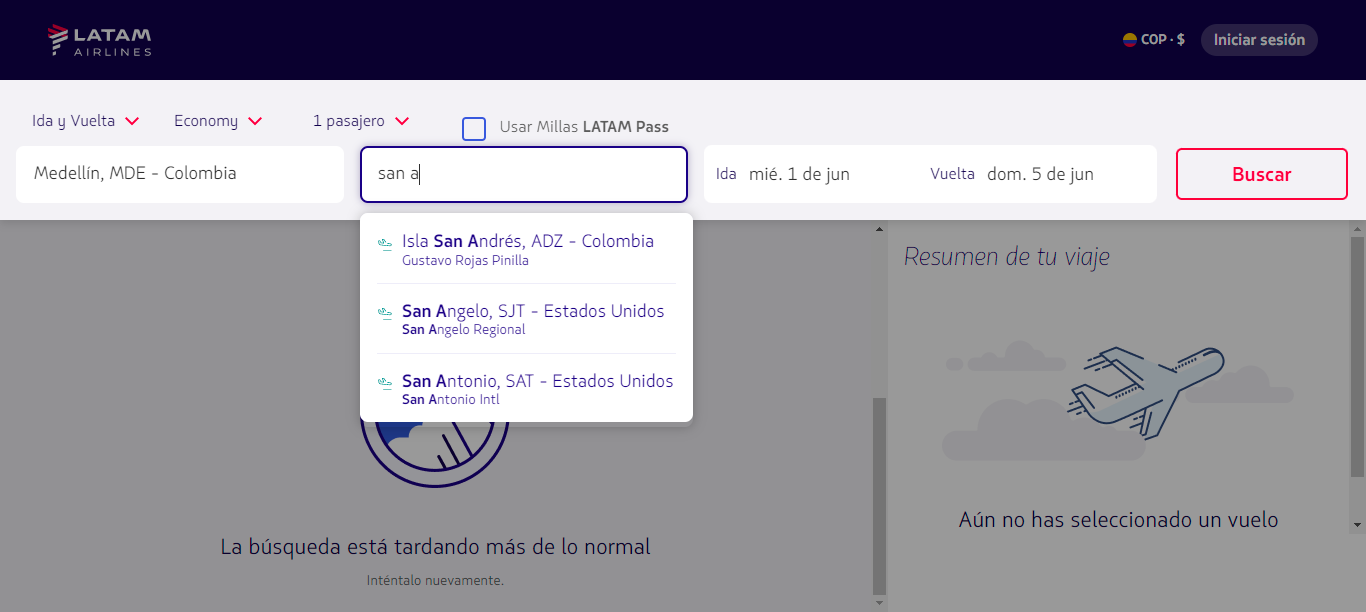 LATAM
AIRLINES
COP · $
Iniciar sesión
Ida y Vuelta
Economy
1 pasajero
Usar Millas LATAM Pass
Medellín, MDE - Colombia
san a
Ida mié. 1 de jun
Vuelta dom. 5 de jun
Buscar
Isla San Andrés, ADZ - Colombia
Gustavo Rojas Pinilla
San Angelo, SJT - Estados Unidos
San Angelo Regional
San Antonio, SAT - Estados Unidos
San Antonio Intl
La búsqueda está tardando más de lo normal
Inténtalo nuevamente.
Resumen de tu viaje
Aún no has seleccionado un vuelo